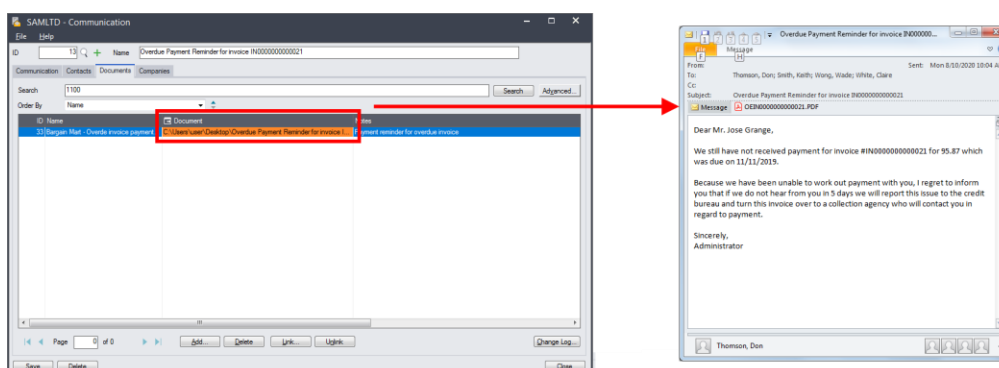 SAMLTD - Communication
File Help
ID 13 Name Overdue Payment Reminder for invoice IN0000000000021
Communication Contacts Documents Companies
Search 1100 Search Advanced...
Order By Name
ID Name Document Notes
33 Bargain Mart - Overde invoice payment C:\Users\user\Desktop\Overdue Payment Reminder for invoice I... Payment reminder for overdue invoice
Page 0 of 0 Add... Delete Link... Unlink Change Log...
Save Delete Close
Overdue Payment Reminder for invoice IN000000...
File Message
F H
From: Sent: Mon 8/10/2020 10:04 A
To: Thomson, Don; Smith, Keith; Wong, Wade; White, Claire
Cc:
Subject: Overdue Payment Reminder for invoice IN0000000000021
Message OEIN0000000000021.PDF
Dear Mr. Jose Grange,
We still have not received payment for invoice #IN0000000000021 for 95.87 which
was due on 11/11/2019.
Because we have been unable to work out payment with you, I regret to inform
you that if we do not hear from you in 5 days we will report this issue to the credit
bureau and turn this invoice over to a collection agency who will contact you in
regard to payment.
Sincerely,
Administrator
Thomson, Don